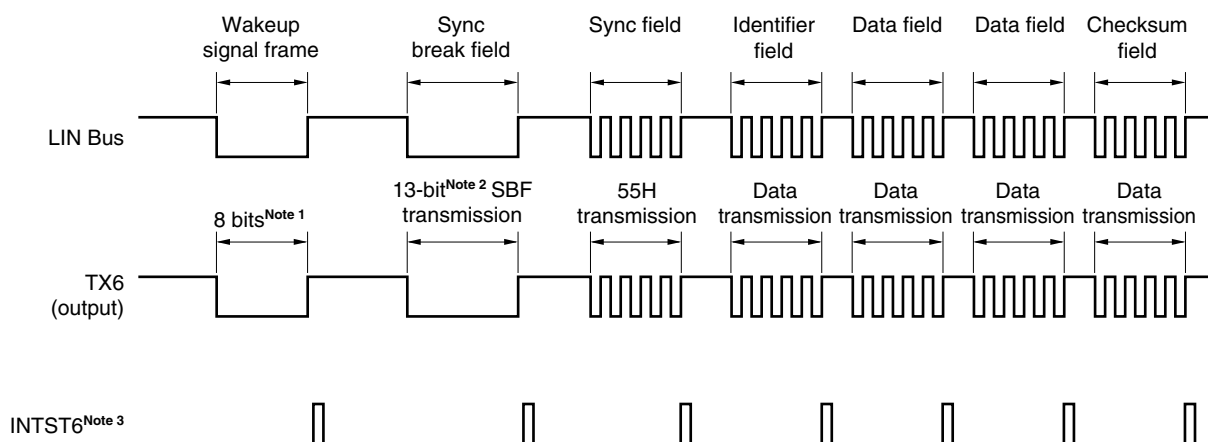 Wakeup
signal frame
Sync
break field
Sync field
Identifier
field
Data field
Data field
Checksum
field
LIN Bus
8 bitsNote 1
13-bitNote 2 SBF
transmission
55H
transmission
Data
transmission
Data
transmission
Data
transmission
Data
transmission
TX6
(output)
INTST6Note 3